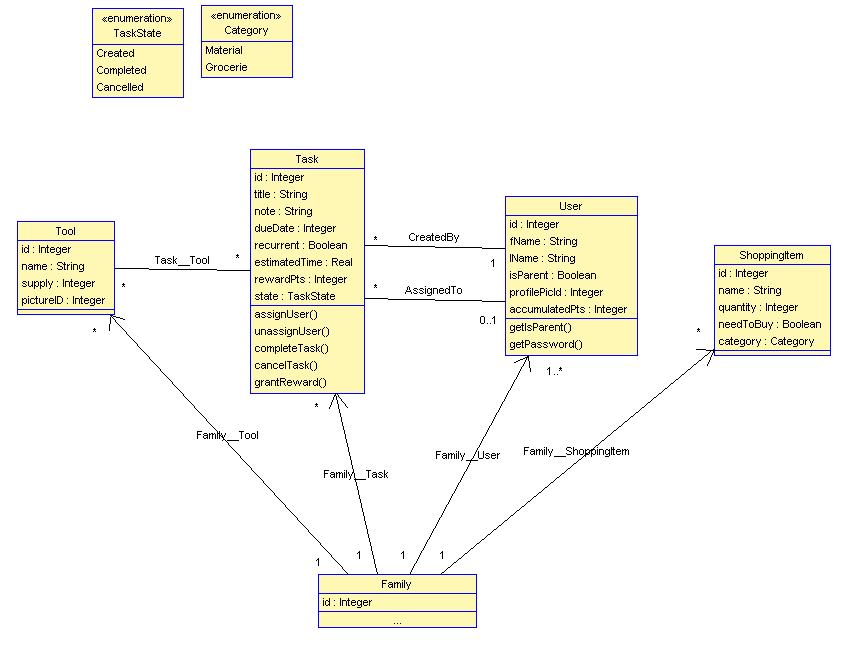 «enumeration»
TaskState
Created
Completed
Cancelled
«enumeration»
Category
Material
Grocerie
Task
id : Integer
title : String
note : String
dueDate : Integer
recurrent : Boolean
estimatedTime : Real
rewardPts : Integer
state : TaskState
assignUser()
unassignUser()
completeTask()
cancelTask()
grantReward()
User
id : Integer
fName : String
lName : String
isParent : Boolean
profilePicId : Integer
accumulatedPts : Integer
getIsParent()
getPassword()
Tool
id : Integer
name : String
supply : Integer
pictureID : Integer
ShoppingItem
id : Integer
name : String
quantity : Integer
needToBuy : Boolean
category : Category
* CreatedBy
1
* AssignedTo
0..1
Task__Tool *
*
*
*
1..*
*
Family__Tool
Family__Task
Family__User
Family__ShoppingItem
1 1 1 1
Family
id : Integer
...